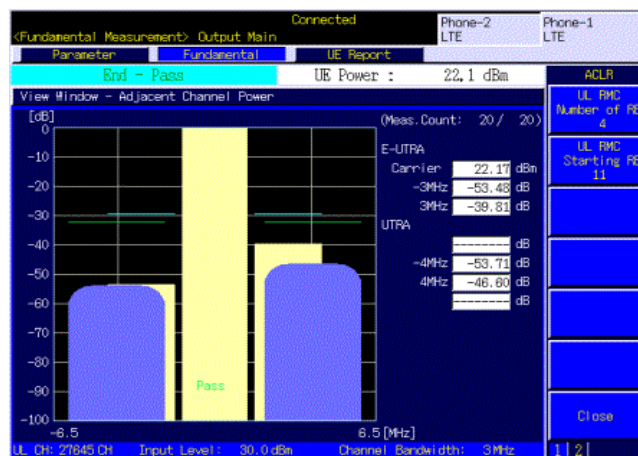 Connected
<Fundamental Measurement> Output Main
Phone-2
LTE
Phone-1
LTE
Parameter
Fundamental
UE Report
End - Pass
UE Power : 22.1 dBm
ACLR
View Window - Adjacent Channel Power
UL RMC
Number of RB
4
UL RMC
Starting RB
11
[dB]
(Meas.Count: 20 / 20)
0
-10
-20
-30
-40
-50
-60
-70
-80
-90
-100
E-UTRA
Carrier 22.17 dBm
-3MHz -53.48 dB
3MHz -39.81 dB
UTRA
------- dB
-4MHz -53.71 dB
4MHz -46.60 dB
------- dB
Pass
-6.5
6.5 [MHz]
Close
UL CH: 27645 CH Input Level: 30.0 dBm Channel Bandwidth: 3 MHz
1 2